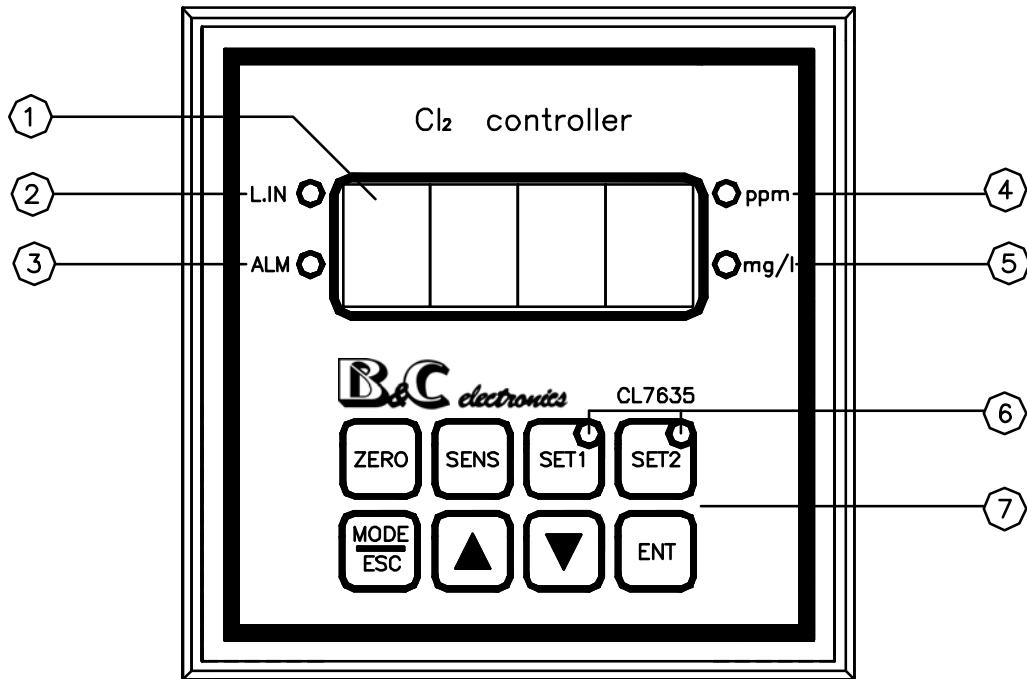 1
Cl₂ controller
2 L.IN ppm 4
3 ALM mg/l 5
B&C electronics CL7635
6
ZERO SENS SET1 SET2
7
MODE ESC ▲ ▼ ENT